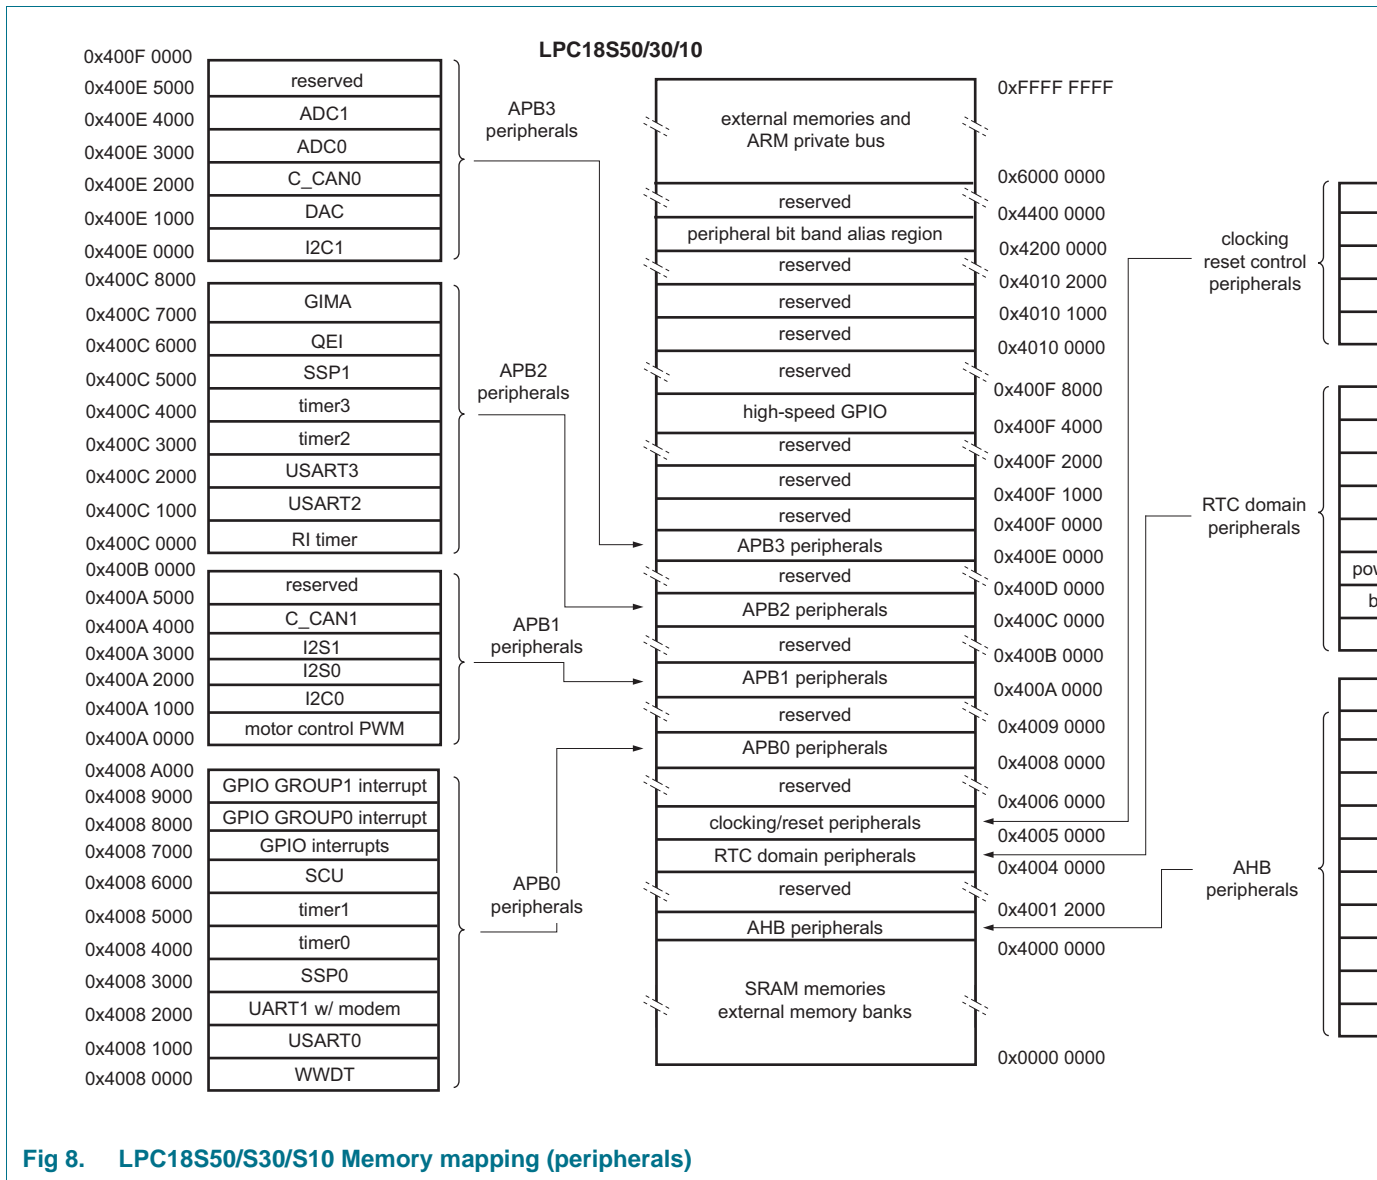 LPC18S50/30/10
0x400F 0000
reserved
0x400E 5000
ADC1
0x400E 4000
ADC0
0x400E 3000
C_CAN0
0x400E 2000
DAC
0x400E 1000
I2C1
0x400E 0000
APB3
peripherals
0x400C 8000
GIMA
0x400C 7000
QEI
0x400C 6000
SSP1
0x400C 5000
timer3
0x400C 4000
timer2
0x400C 3000
USART3
0x400C 2000
USART2
0x400C 1000
RI timer
0x400C 0000
APB2
peripherals
0x400B 0000
reserved
0x400A 5000
C_CAN1
0x400A 4000
I2S1
0x400A 3000
I2S0
0x400A 2000
I2C0
0x400A 1000
motor control PWM
0x400A 0000
APB1
peripherals
0x4008 A000
GPIO GROUP1 interrupt
0x4008 9000
GPIO GROUP0 interrupt
0x4008 8000
GPIO interrupts
0x4008 7000
SCU
0x4008 6000
timer1
0x4008 5000
timer0
0x4008 4000
SSP0
0x4008 3000
UART1 w/ modem
0x4008 2000
USART0
0x4008 1000
WWDT
0x4008 0000
APB0
peripherals
0xFFFF FFFF
external memories and
ARM private bus
0x6000 0000
reserved
0x4400 0000
peripheral bit band alias region
0x4200 0000
reserved
0x4010 2000
reserved
0x4010 1000
reserved
0x4010 0000
reserved
0x400F 8000
high-speed GPIO
0x400F 4000
reserved
0x400F 2000
reserved
0x400F 1000
reserved
0x400F 0000
APB3 peripherals
0x400E 0000
reserved
0x400D 0000
APB2 peripherals
0x400C 0000
reserved
0x400B 0000
APB1 peripherals
0x400A 0000
reserved
0x4009 0000
APB0 peripherals
0x4008 0000
reserved
0x4006 0000
clocking/reset peripherals
0x4005 0000
RTC domain peripherals
0x4004 0000
reserved
0x4001 2000
AHB peripherals
0x4000 0000
SRAM memories
external memory banks
0x0000 0000
clocking
reset control
peripherals
RTC domain
peripherals
AHB
peripherals
Fig 8. LPC18S50/S30/S10 Memory mapping (peripherals)